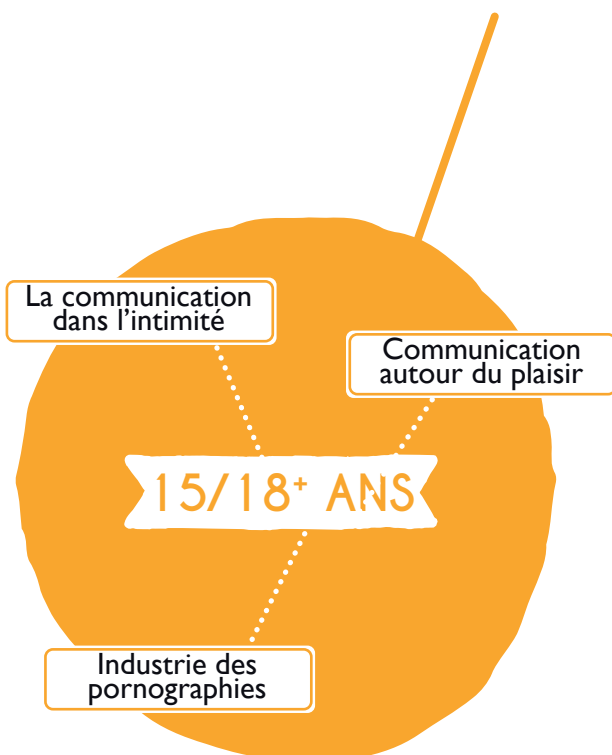 La communication
dans l’intimité
Communication
autour du plaisir
15/18⁺ ANS
Industrie des
pornographies